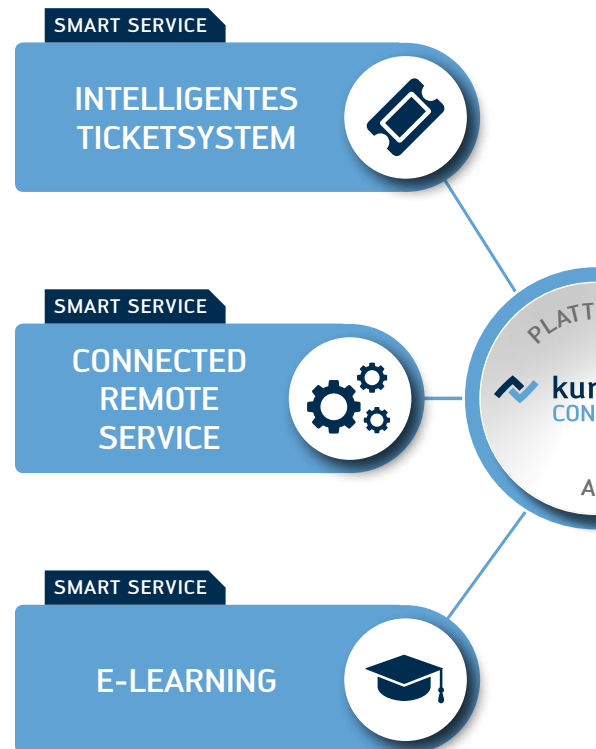 SMART SERVICE
INTELLIGENTES
TICKETSYSTEM
SMART SERVICE
CONNECTED
REMOTE
SERVICE
SMART SERVICE
E-LEARNING